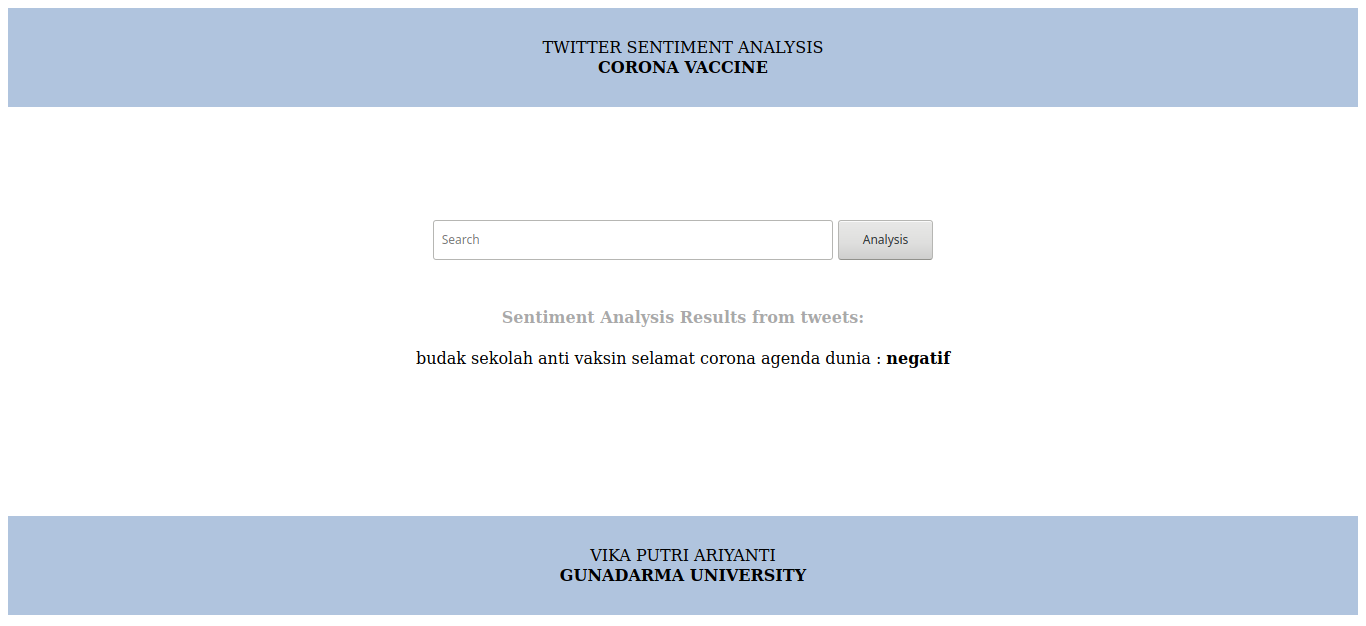 TWITTER SENTIMENT ANALYSIS
CORONA VACCINE
Search
Analysis
Sentiment Analysis Results from tweets:
budak sekolah anti vaksin selamat corona agenda dunia : negatif
VIKA PUTRI ARIYANTI
GUNADARMA UNIVERSITY